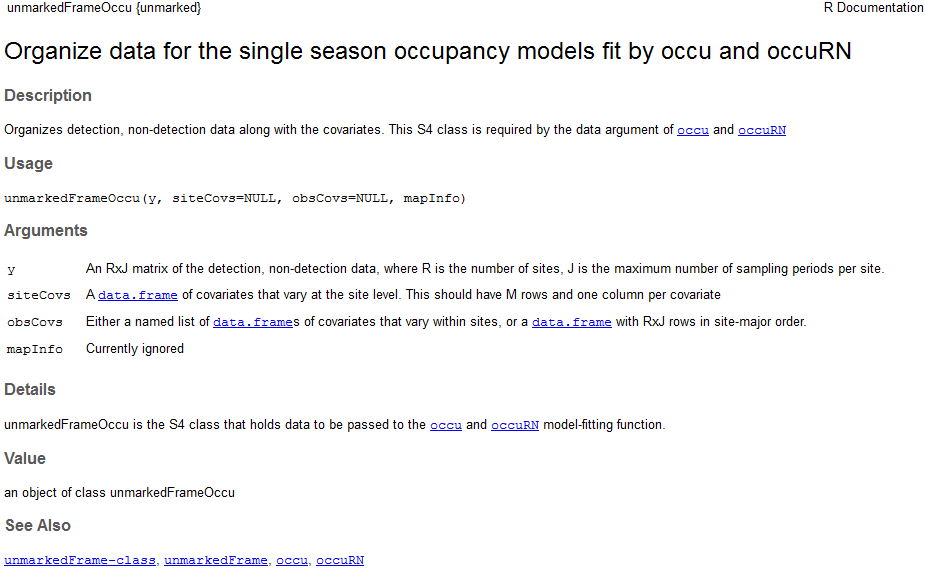 unmarkedFrameOccu {unmarked} R Documentation
Organize data for the single season occupancy models fit by occu and occuRN
Description
Organizes detection, non-detection data along with the covariates. This S4 class is required by the data argument of occu and occuRN
Usage
unmarkedFrameOccu(y, siteCovs=NULL, obsCovs=NULL, mapInfo)
Arguments
y An RxJ matrix of the detection, non-detection data, where R is the number of sites, J is the maximum number of sampling periods per site.
siteCovs A data.frame of covariates that vary at the site level. This should have M rows and one column per covariate
obsCovs Either a named list of data.frames of covariates that vary within sites, or a data.frame with RxJ rows in site-major order.
mapInfo Currently ignored
Details
unmarkedFrameOccu is the S4 class that holds data to be passed to the occu and occuRN model-fitting function.
Value
an object of class unmarkedFrameOccu
See Also
unmarkedFrame-class, unmarkedFrame, occu, occuRN